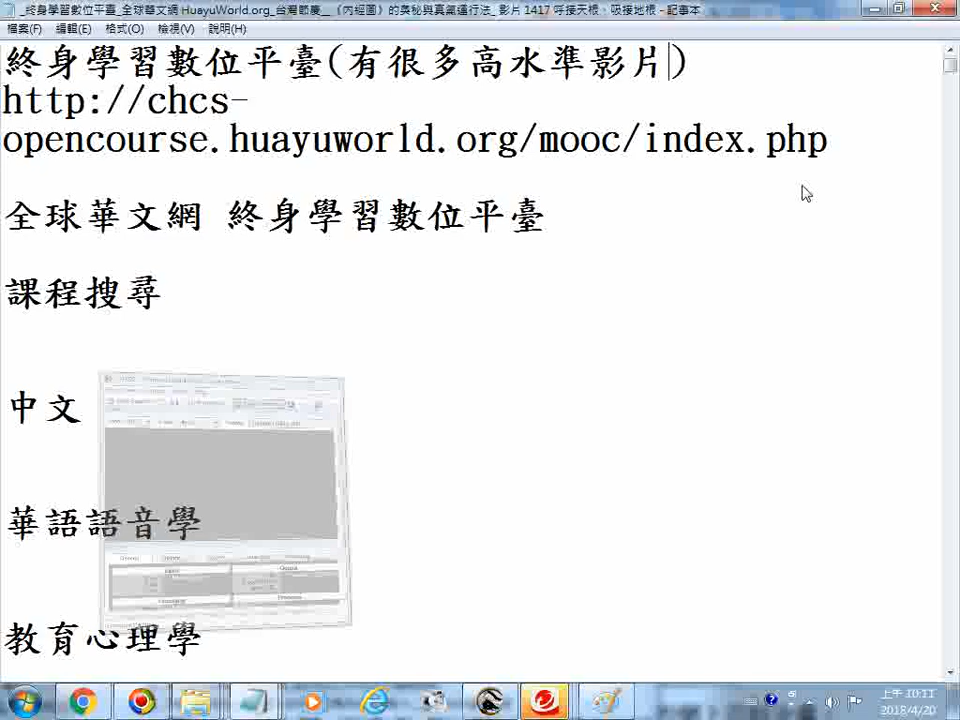 _終身學習數位平臺_全球華文網 HuayuWorld.org_台灣節慶__《內經圖》的奧秘與真氣運行法_ 影片 1417 呼接天根、吸接地根 - 記事本
檔案(F) 編輯(E) 格式(O) 檢視(V) 說明(H)
終身學習數位平臺(有很多高水準影片)
http://chcs-
opencourse.huayuworld.org/mooc/index.php
全球華文網 終身學習數位平臺
課程搜尋
中文
華語語音學
教育心理學
上午 10:11
2018/4/20